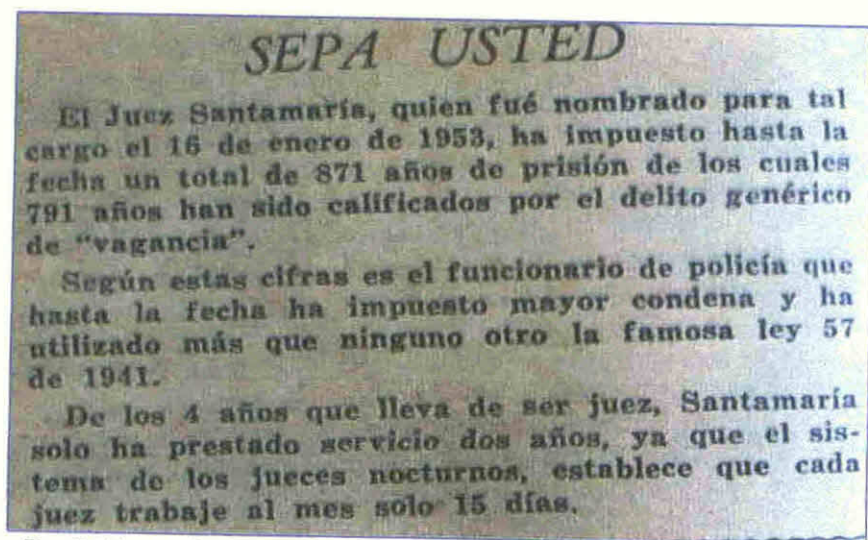 SEPA USTED
El Juez Santamaría, quien fué nombrado para tal
cargo el 16 de enero de 1953, ha impuesto hasta la
fecha un total de 871 años de prisión de los cuales
791 años han sido calificados por el delito genérico
de "vagancia".
Según estas cifras es el funcionario de policía que
hasta la fecha ha impuesto mayor condena y ha
utilizado más que ninguno otro la famosa ley 57
de 1941.
De los 4 años que lleva de ser juez, Santamaría
solo ha prestado servicio dos años, ya que el sis-
tema de los jueces nocturnos, establece que cada
juez trabaje al mes solo 15 días.